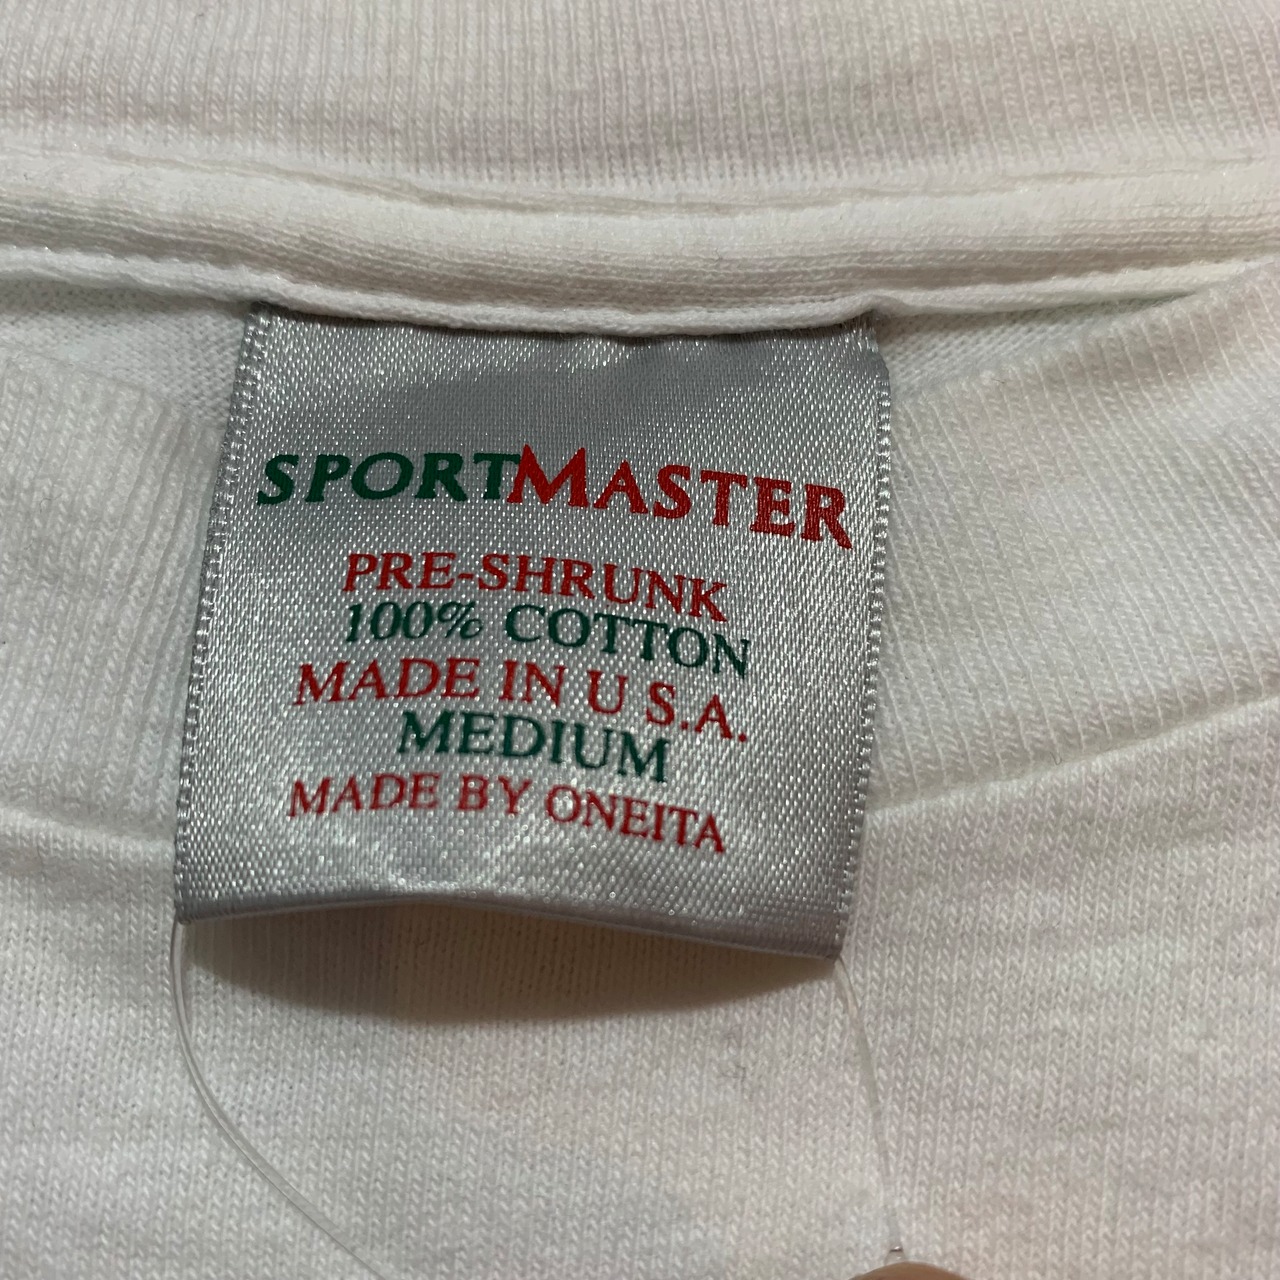 SPORTMASTER
PRE-SHRUNK
100% COTTON
MADE IN U S.A.
MEDIUM
MADE BY ONEITA